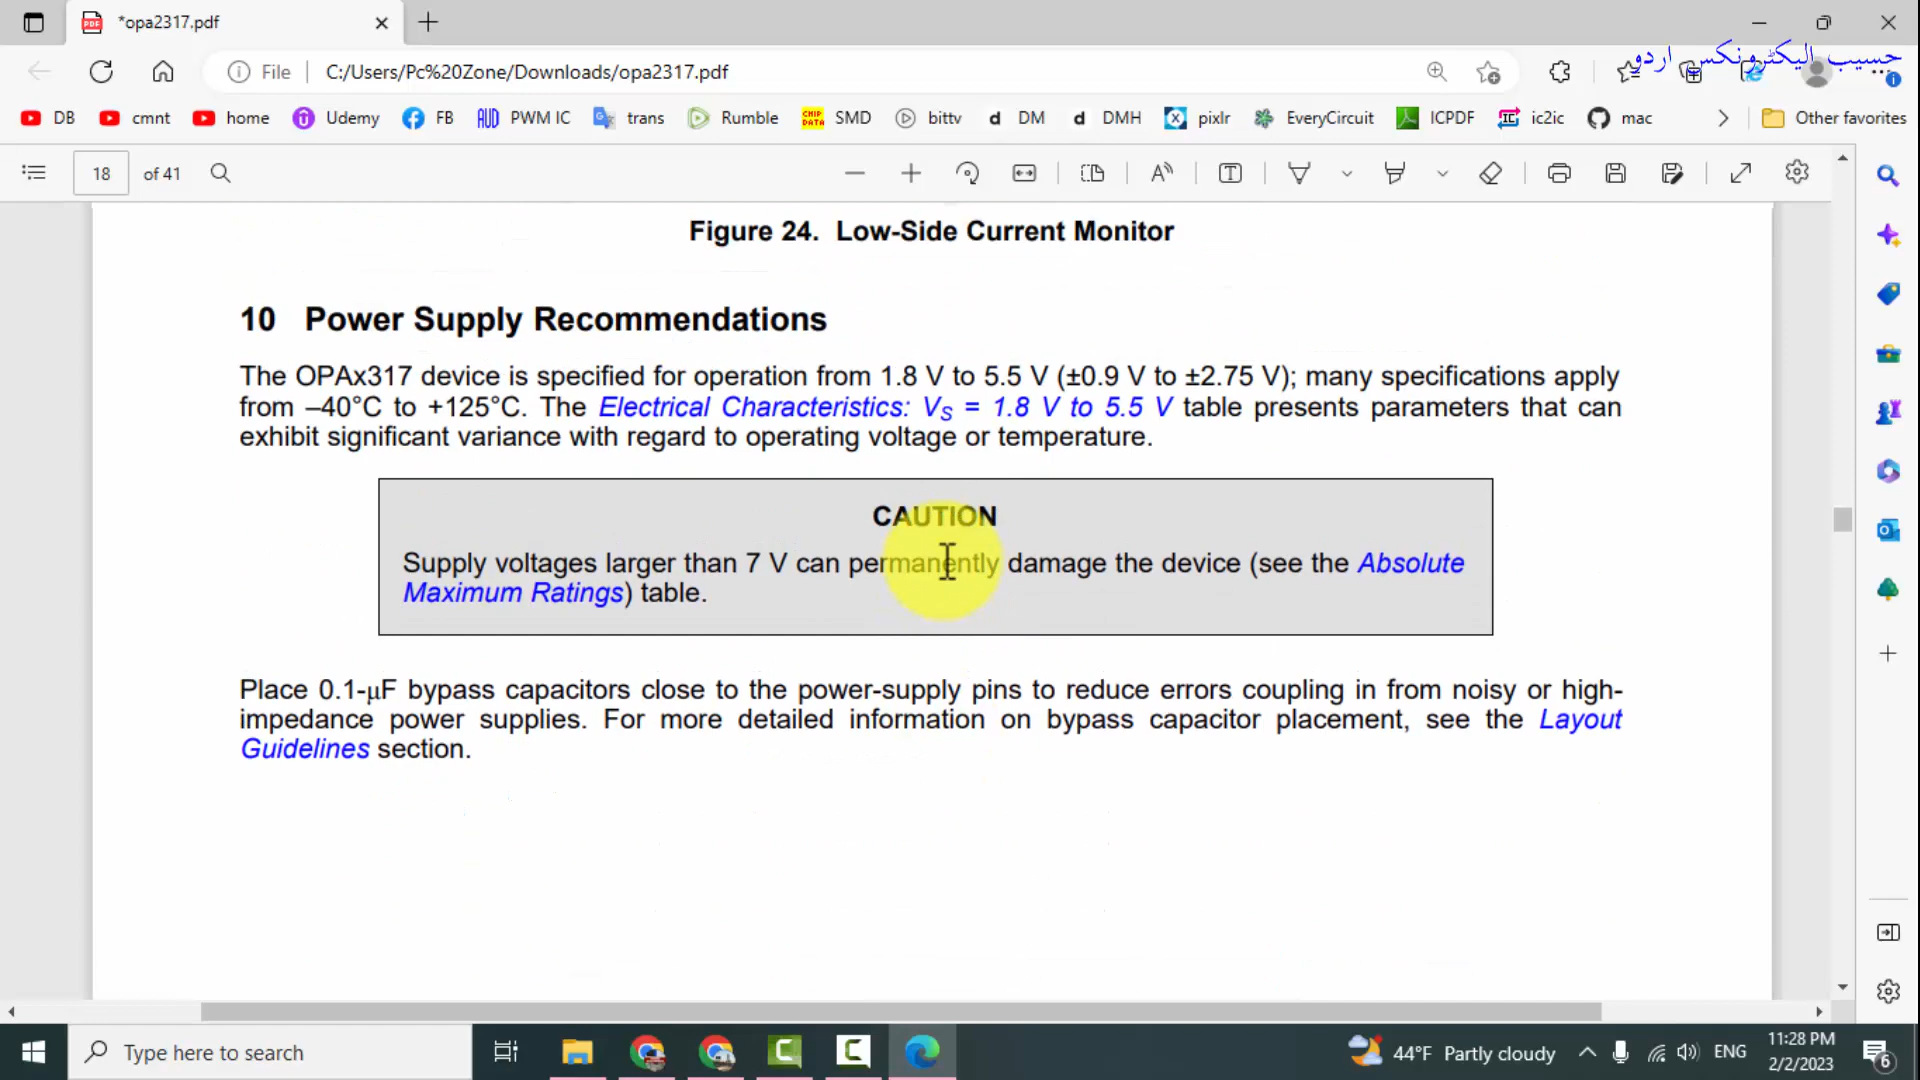 *opa2317.pdf
حسیب الیکٹرونکس اردو
File
C:/Users/Pc%20Zone/Downloads/opa2317.pdf
DB
cmnt
home
Udemy
FB
AUD PWM IC
trans
Rumble
CHIP DATA SMD
bittv
d DM
d DMH
pixlr
EveryCircuit
ICPDF
IC ic2ic
mac
Other favorites
18 of 41
Figure 24. Low-Side Current Monitor
10 Power Supply Recommendations
The OPAx317 device is specified for operation from 1.8 V to 5.5 V (±0.9 V to ±2.75 V); many specifications apply
from –40°C to +125°C. The Electrical Characteristics: VS = 1.8 V to 5.5 V table presents parameters that can
exhibit significant variance with regard to operating voltage or temperature.
CAUTION
Supply voltages larger than 7 V can permanently damage the device (see the Absolute
Maximum Ratings) table.
Place 0.1-μF bypass capacitors close to the power-supply pins to reduce errors coupling in from noisy or high-
impedance power supplies. For more detailed information on bypass capacitor placement, see the Layout
Guidelines section.
Type here to search
44°F Partly cloudy
ENG
11:28 PM
2/2/2023
6